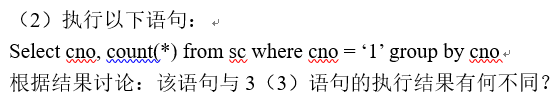 （2）执行以下语句：
Select cno, count(*) from sc where cno = ‘1’ group by cno
根据结果讨论：该语句与 3（3）语句的执行结果有何不同？